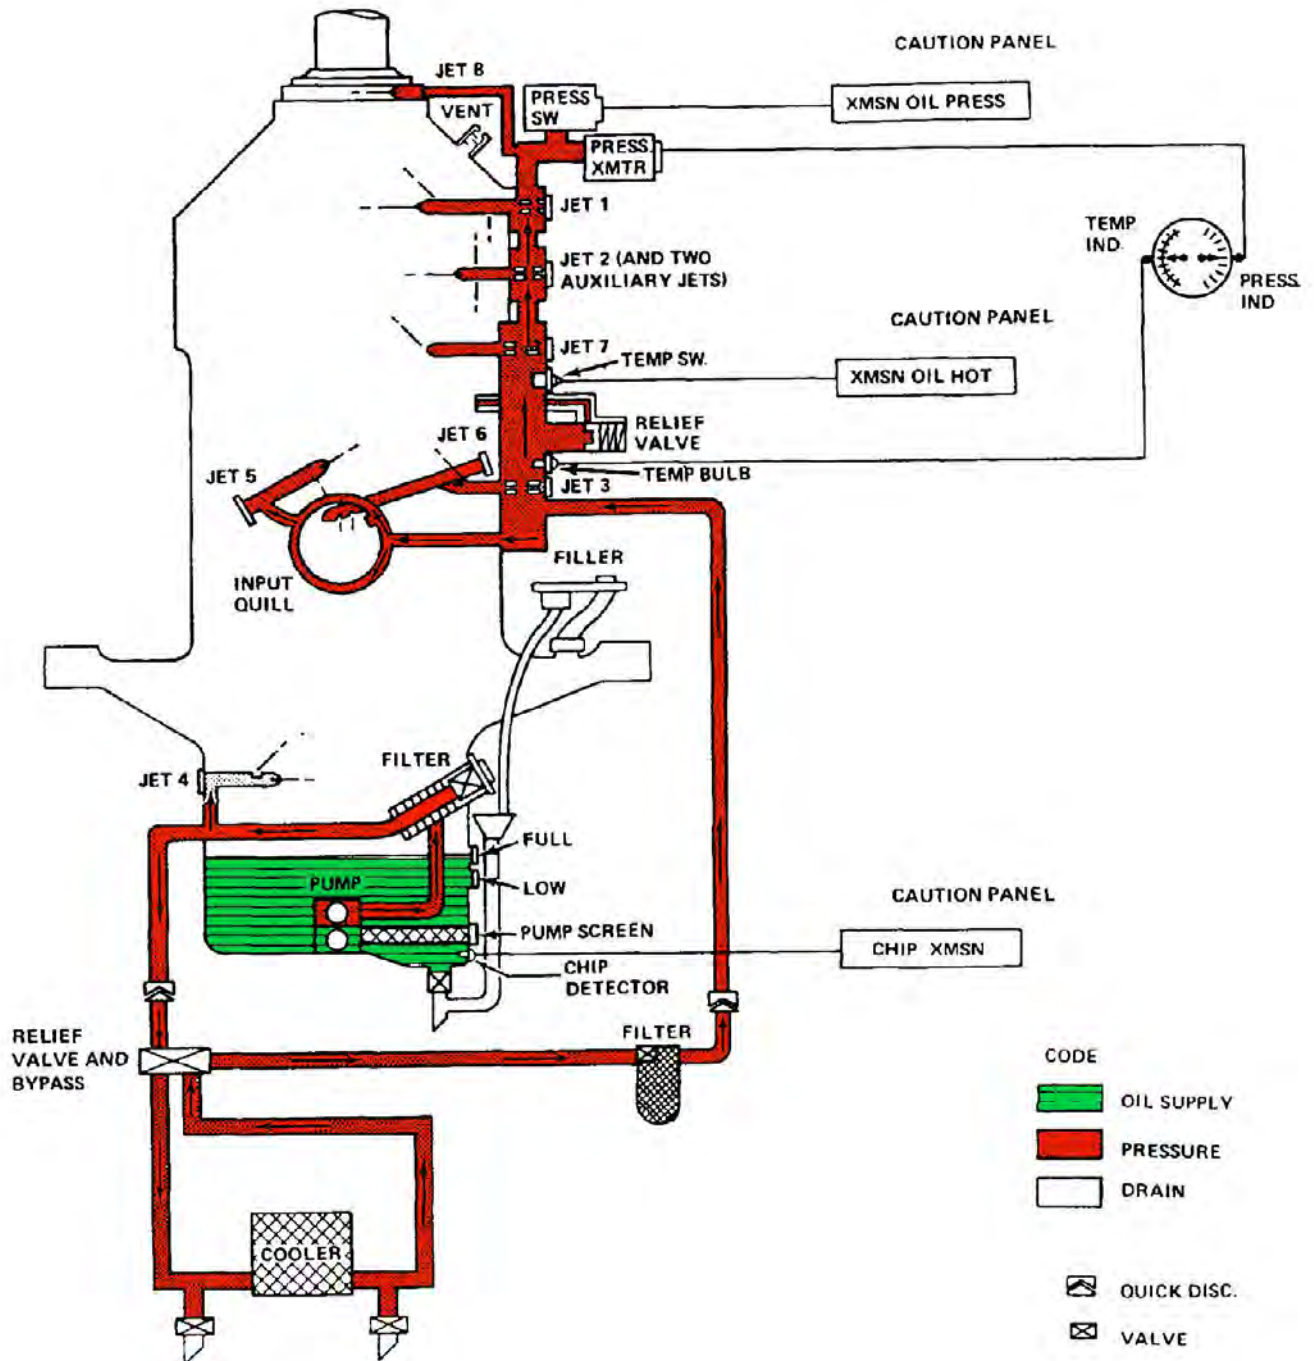 CAUTION PANEL
JET 8
VENT
PRESS
SW
XMSN OIL PRESS
PRESS.
XMTR
JET 1
TEMP
IND.
PRESS.
IND
JET 2 (AND TWO
AUXILIARY JETS)
CAUTION PANEL
JET 7
TEMP SW.
XMSN OIL HOT
RELIEF
VALVE
JET 6
JET 5
TEMP BULB
JET 3
FILLER
INPUT
QUILL
FILTER
JET 4
FULL
PUMP
LOW
CAUTION PANEL
PUMP SCREEN
CHIP XMSN
CHIP
DETECTOR
RELIEF
VALVE AND
BYPASS
FILTER
CODE
OIL SUPPLY
PRESSURE
DRAIN
COOLER
QUICK DISC.
VALVE